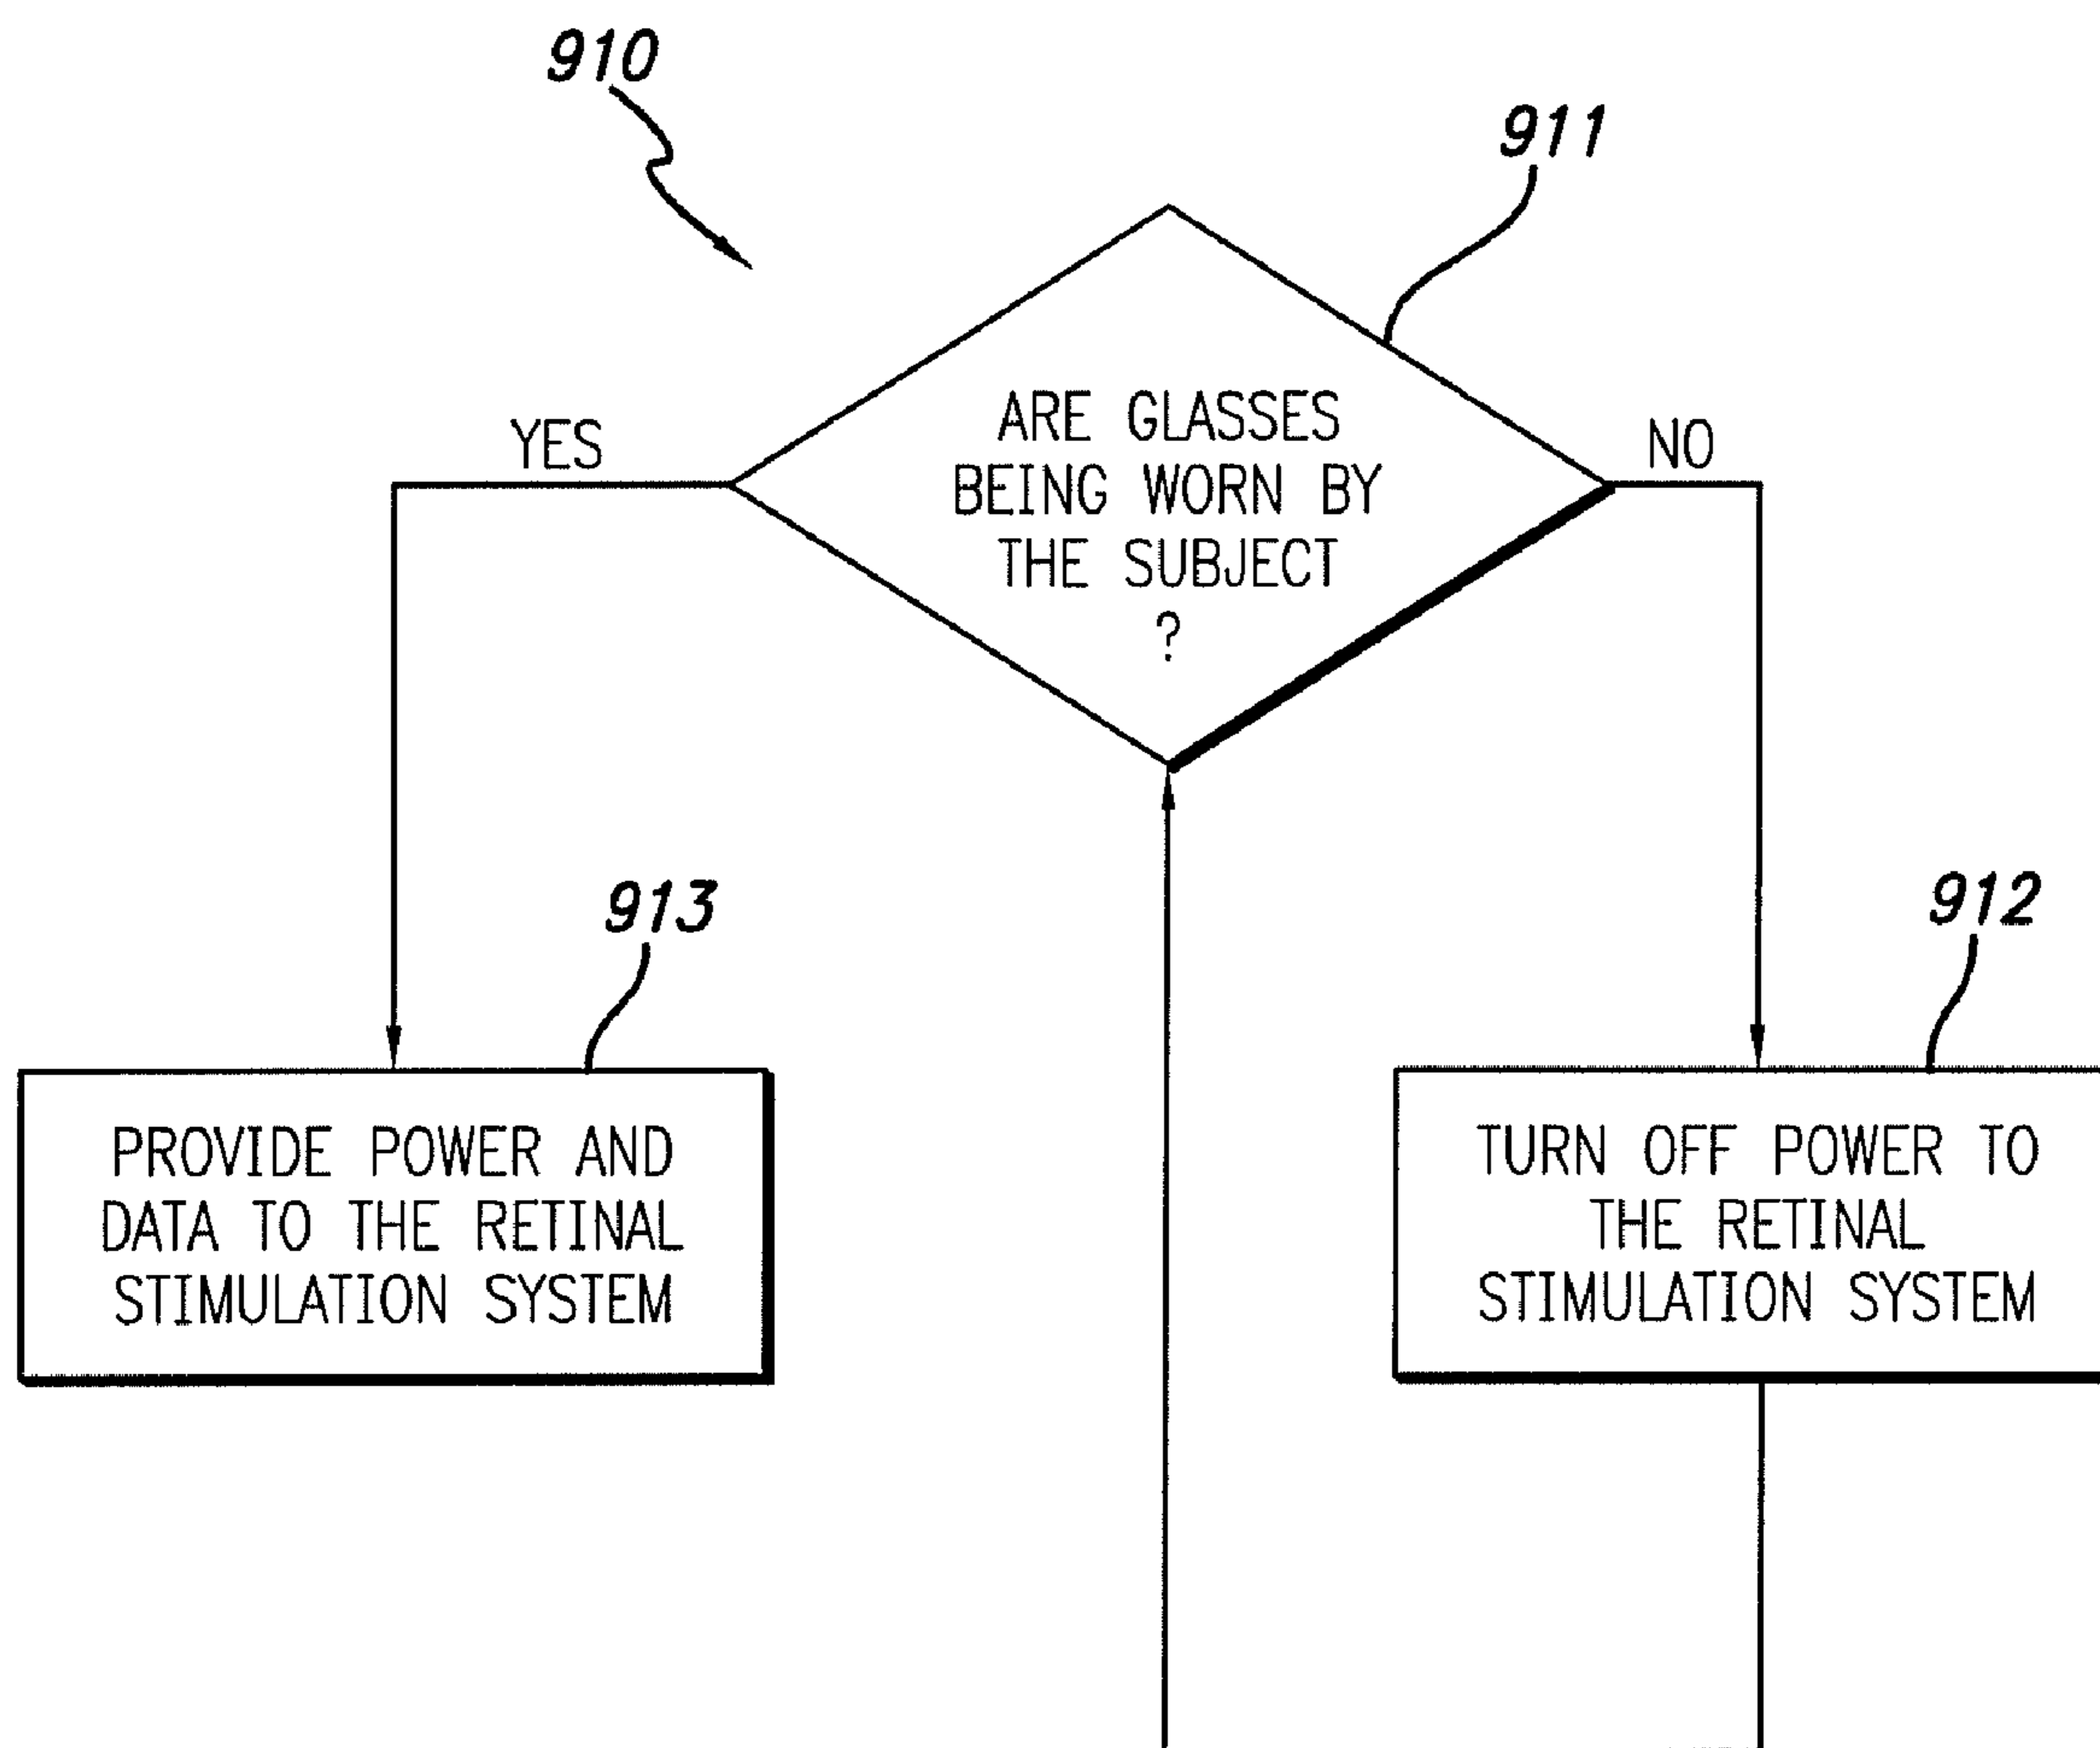 910
911
ARE GLASSES
BEING WORN BY
THE SUBJECT
?
YES
NO
913
912
PROVIDE POWER AND
DATA TO THE RETINAL
STIMULATION SYSTEM
TURN OFF POWER TO
THE RETINAL
STIMULATION SYSTEM